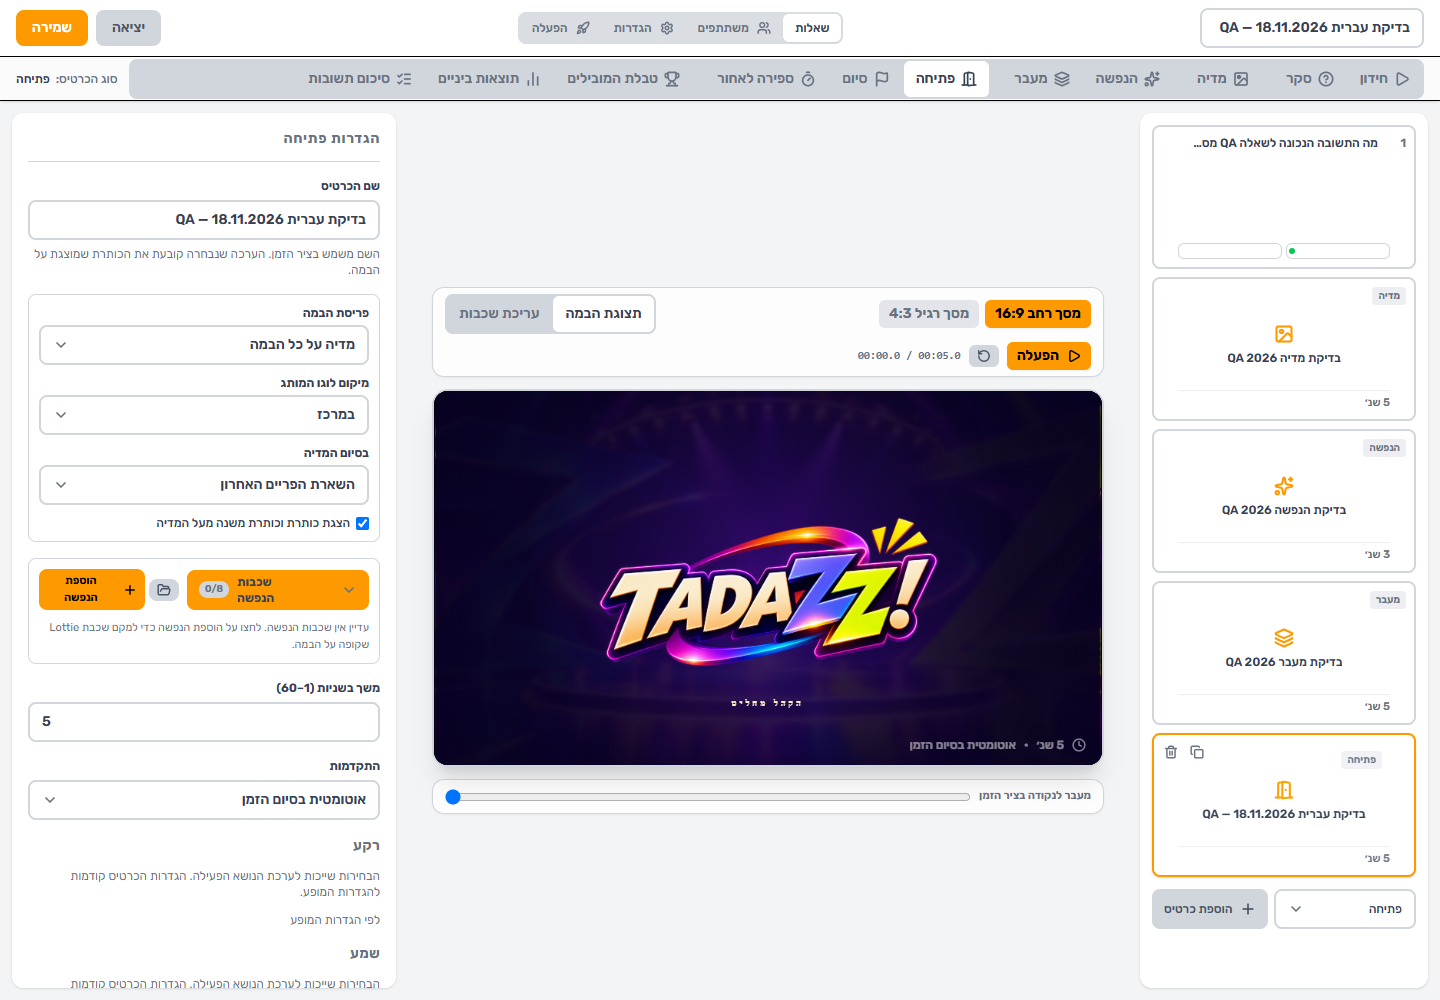 בדיקת עברית 18.11.2026 — QA
שאלות
משתתפים
הגדרות
הפעלה
יציאה
שמירה
חידון
סקר
מדיה
הנפשה
מעבר
פתיחה
סיום
ספירה לאחור
טבלת המובילים
תוצאות ביניים
סיכום תשובות
סוג הכרטיס: פתיחה
1
מה התשובה הנכונה לשאלה QA מס...
מדיה
בדיקת מדיה QA 2026
5 שנ׳
הנפשה
בדיקת הנפשה QA 2026
3 שנ׳
מעבר
בדיקת מעבר QA 2026
5 שנ׳
פתיחה
בדיקת עברית 18.11.2026 — QA
5 שנ׳
פתיחה
הוספת כרטיס
מסך רחב 16:9
מסך רגיל 4:3
תצוגת הבמה
עריכת שכבות
הפעלה
00:00.0 / 00:05.0
TADAZZ!
הקהל מחליט
5 שנ׳ • אוטומטית בסיום הזמן
מעבר לנקודה בציר הזמן
הגדרות פתיחה
שם הכרטיס
בדיקת עברית 18.11.2026 — QA
השם משמש בציר הזמן. הערכה שנבחרה קובעת את הכותרת שמוצגת על
הבמה.
פריסת הבמה
מדיה על כל הבמה
מיקום לוגו המותג
במרכז
בסיום המדיה
השארת הפריים האחרון
הצגת כותרת וכותרת משנה מעל המדיה
שכבות
הנפשה
0/8
הוספת
הנפשה
עדיין אין שכבות הנפשה. לחצו על הוספת הנפשה כדי למקם שכבת Lottie
שקופה על הבמה.
משך בשניות (1–60)
5
התקדמות
אוטומטית בסיום הזמן
רקע
הבחירות שייכות לערכת הנושא הפעילה. הגדרות הכרטיס קודמות
להגדרות המופע.
לפי הגדרות המופע
שמע
הבחירות שייכות לערכת הנושא הפעילה. הגדרות הכרטיס קודמות